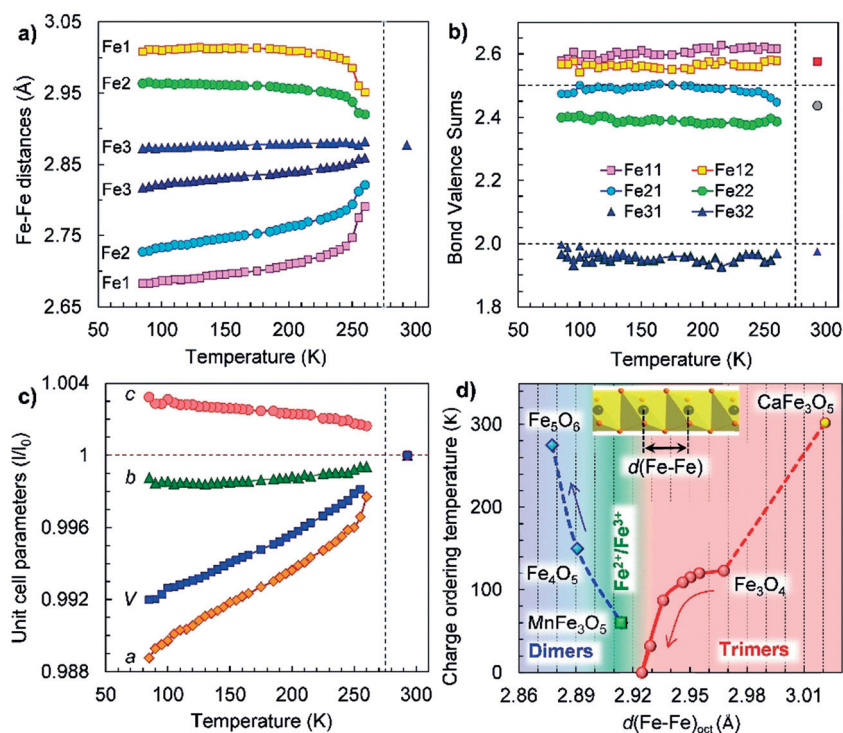 a)
3.05
2.95
2.85
2.75
2.65
Fe-Fe distances (Å)
Fe1
Fe2
Fe3
Fe3
Fe2
Fe1
50 100 150 200 250 300
Temperature (K)
b)
2.6
2.4
2.2
2.0
1.8
Bond Valence Sums
Fe11 Fe12
Fe21 Fe22
Fe31 Fe32
50 100 150 200 250 300
Temperature (K)
c)
1.004
1
0.996
0.992
0.988
Unit cell parameters (l/l0)
c
b
V
a
50 100 150 200 250 300
Temperature (K)
d)
300
200
100
0
Charge ordering temperature (K)
CaFe3O5
Fe5O6
d(Fe-Fe)
Fe2+/Fe3+
Fe4O5
Fe3O4
MnFe3O5
Dimers
Trimers
2.86 2.89 2.92 2.95 2.98 3.01
d(Fe-Fe)oct (Å)